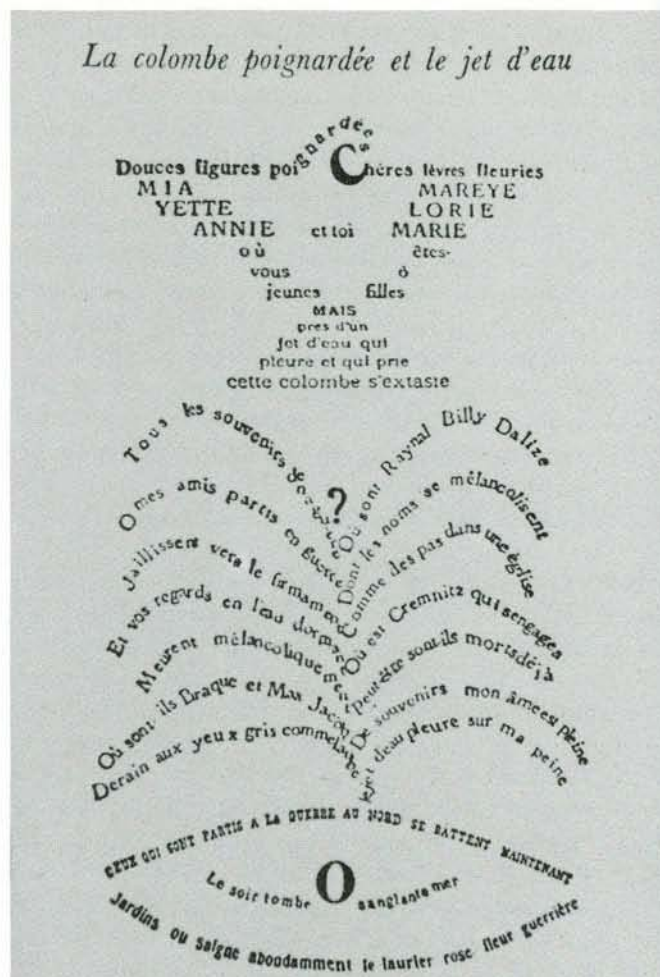 La colombe poignardée et le jet d'eau
Douces figures poignardées Chères lèvres fleuries
MIA MAREYE
YETTE LORIE
ANNIE et toi MARIE
où êtes-
vous ô
jeunes filles
MAIS
près d'un
jet d'eau qui
pleure et qui prie
cette colombe s'extasie
Tous les souvenirs de naguère
O mes amis partis en guerre
Jaillissent vers le firmament
Et vos regards en l'eau dormant
Meurent mélancoliquement
Où sont ils Braque et Max Jacob
Derain aux yeux gris comme l'aube
?
Où sont Raynal Billy Dalize
Dont les noms se mélancolisent
Comme des pas dans une église
Où est Cremnitz qui s'engagea
Peut être sont ils morts déjà
De souvenirs mon âme est pleine
Le jet d'eau pleure sur ma peine
CEUX QUI SONT PARTIS A LA GUERRE AU NORD SE BATTENT MAINTENANT
Le soir tombe O sanglante mer
Jardins ou saigne abondamment le laurier rose fleur guerrière